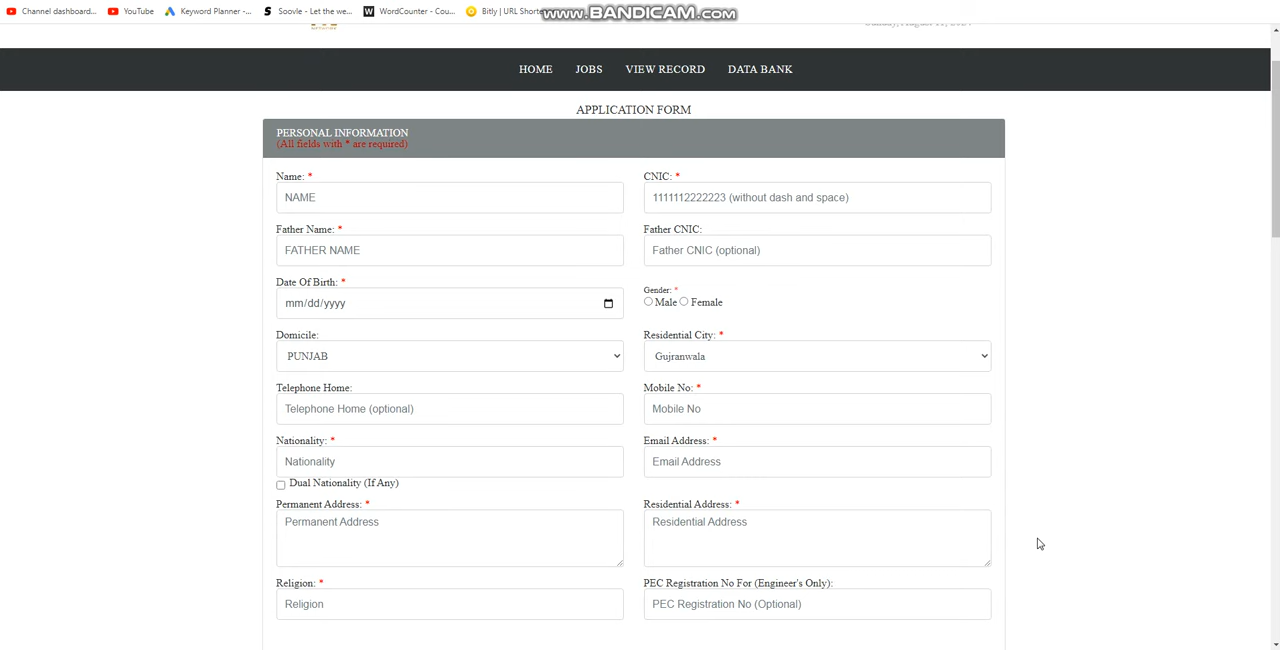 Channel dashboard... YouTube Keyword Planner -... Soovle - Let the we... WordCounter - Cou... Bitly | URL Shorte
www.BANDICAM.com
HOME JOBS VIEW RECORD DATA BANK
APPLICATION FORM
PERSONAL INFORMATION
(All fields with * are required)
Name: * CNIC: *
NAME 1111112222223 (without dash and space)
Father Name: * Father CNIC:
FATHER NAME Father CNIC (optional)
Date Of Birth: * Gender: *
mm/dd/yyyy Male Female
Domicile: Residential City: *
PUNJAB Gujranwala
Telephone Home: Mobile No: *
Telephone Home (optional) Mobile No
Nationality: * Email Address: *
Nationality Email Address
Dual Nationality (If Any)
Permanent Address: * Residential Address: *
Permanent Address Residential Address
Religion: * PEC Registration No For (Engineer's Only):
Religion PEC Registration No (Optional)